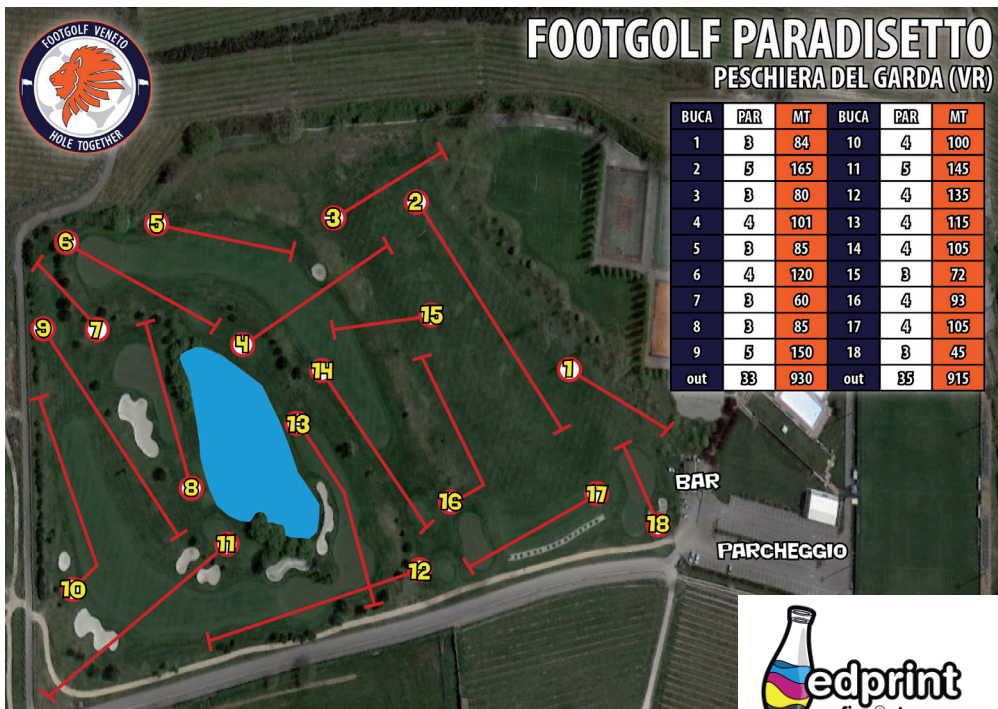 FOOTGOLF VENETO
HOLE TOGETHER
FOOTGOLF PARADISETTO
PESCHIERA DEL GARDA (VR)
BUCA PAR MT BUCA PAR MT
1 3 84 10 4 100
2 5 165 11 5 145
3 3 80 12 4 135
4 4 101 13 4 115
5 3 85 14 4 105
6 4 120 15 3 72
7 3 60 16 4 93
8 3 85 17 4 105
9 5 150 18 3 45
out 33 930 out 35 915
2
3
5
6
15
9
7
4
1
14
13
BAR
8
16
17
18
11
PARCHEGGIO
12
10
edprint